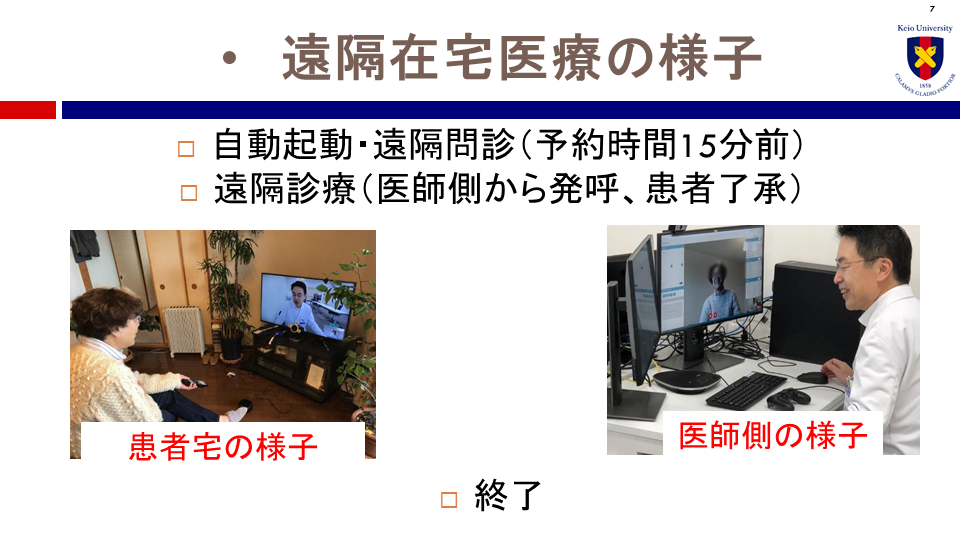 7
Keio University
1858
CALAMVS GLADIO FORTIOR
• 遠隔在宅医療の様子
□ 自動起動・遠隔問診（予約時間15分前）
□ 遠隔診療（医師側から発呼、患者了承）
患者宅の様子
医師側の様子
□ 終了